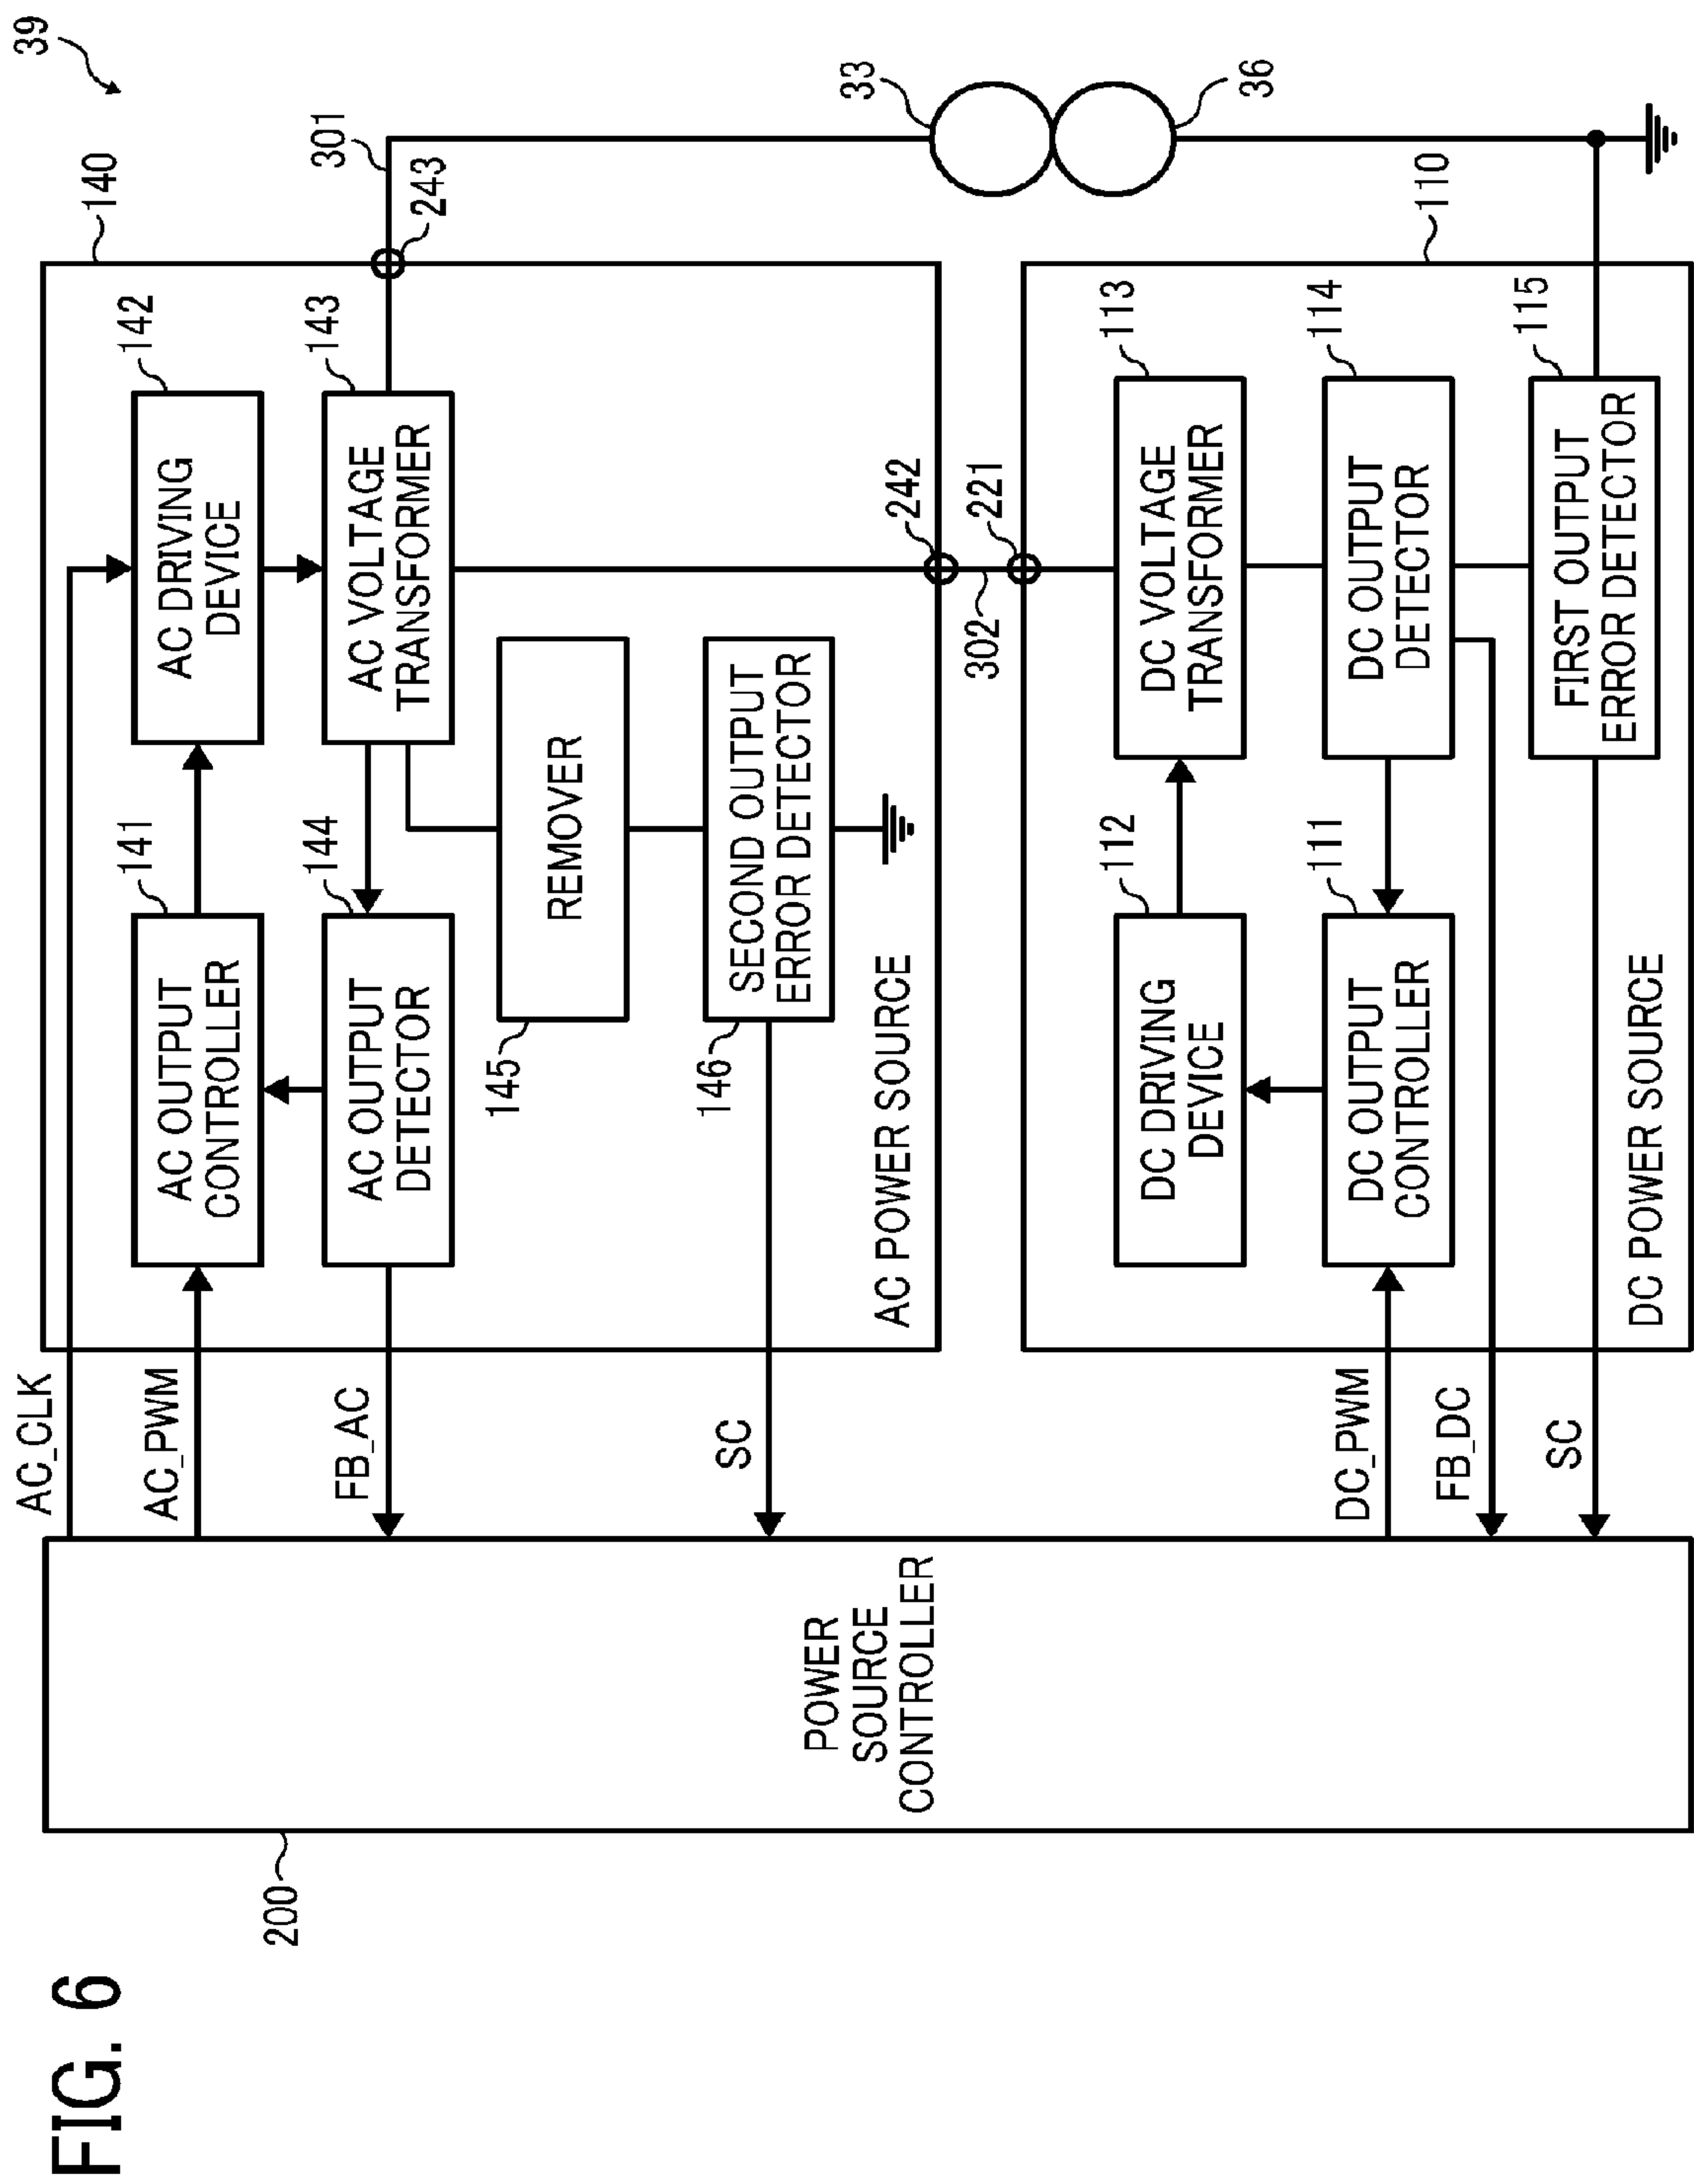 FIG. 6
39
200
POWER
SOURCE
CONTROLLER
AC_CLK
AC_PWM
FB_AC
SC
DC_PWM
FB_DC
SC
140
141
AC OUTPUT
CONTROLLER
142
AC DRIVING
DEVICE
144
AC OUTPUT
DETECTOR
143
AC VOLTAGE
TRANSFORMER
301
243
145
REMOVER
146
SECOND OUTPUT
ERROR DETECTOR
AC POWER SOURCE
242
302
221
33
36
110
112
DC DRIVING
DEVICE
113
DC VOLTAGE
TRANSFORMER
111
DC OUTPUT
CONTROLLER
114
DC OUTPUT
DETECTOR
115
FIRST OUTPUT
ERROR DETECTOR
DC POWER SOURCE